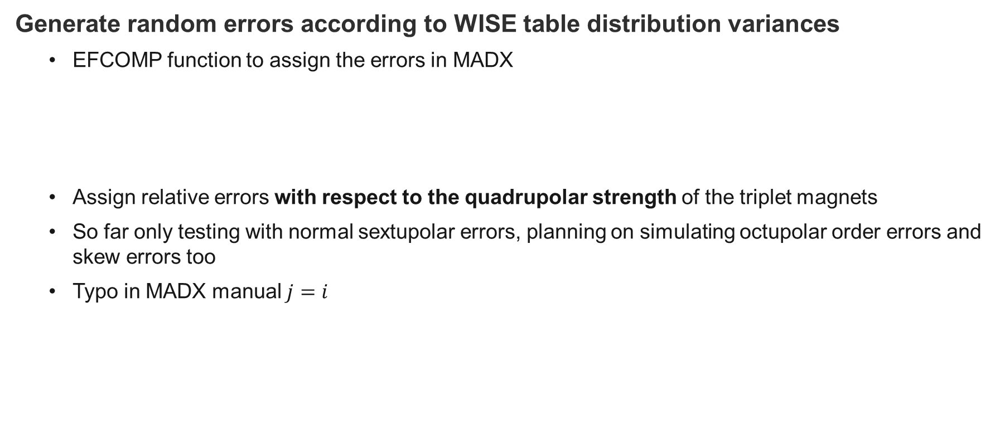 Generate random errors according to WISE table distribution variances
• EFCOMP function to assign the errors in MADX
• Assign relative errors with respect to the quadrupolar strength of the triplet magnets
• So far only testing with normal sextupolar errors, planning on simulating octupolar order errors and
skew errors too
• Typo in MADX manual j = i